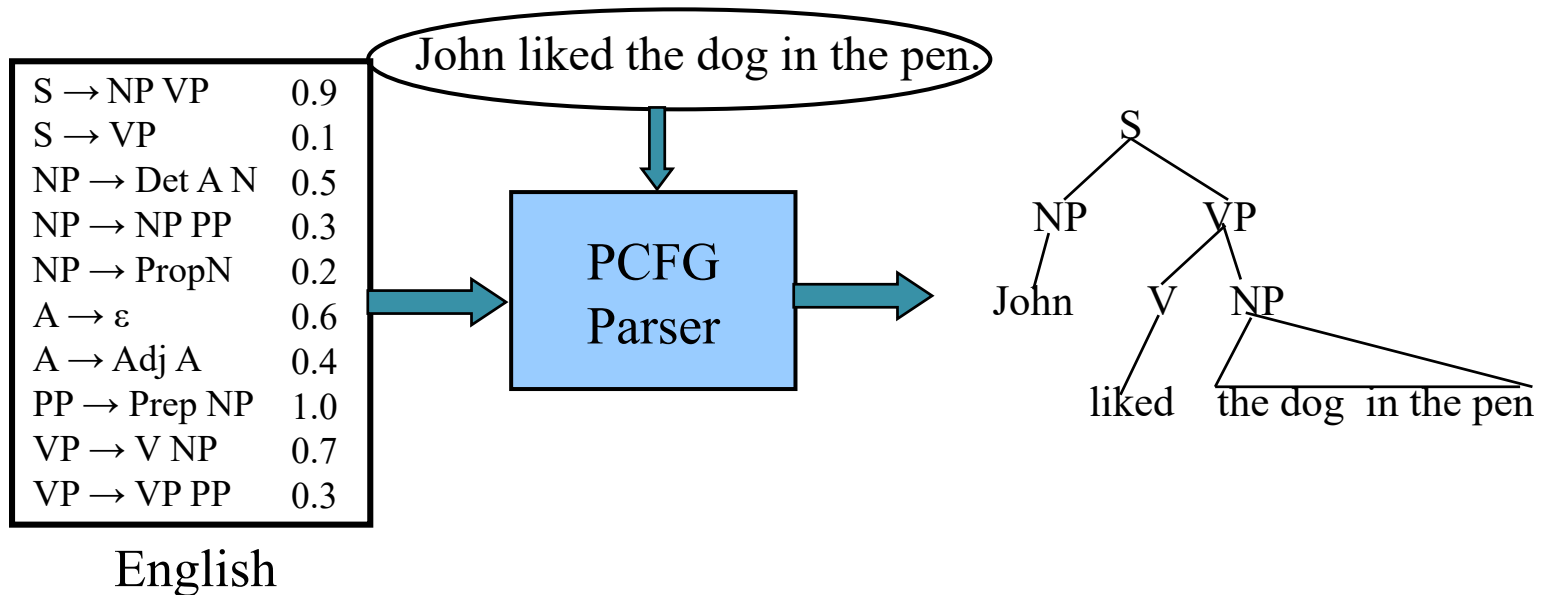 John liked the dog in the pen.
S → NP VP 0.9
S → VP 0.1
NP → Det A N 0.5
NP → NP PP 0.3
NP → PropN 0.2
A → ε 0.6
A → Adj A 0.4
PP → Prep NP 1.0
VP → V NP 0.7
VP → VP PP 0.3
English
PCFG
Parser
S
NP VP
John V NP
liked the dog in the pen